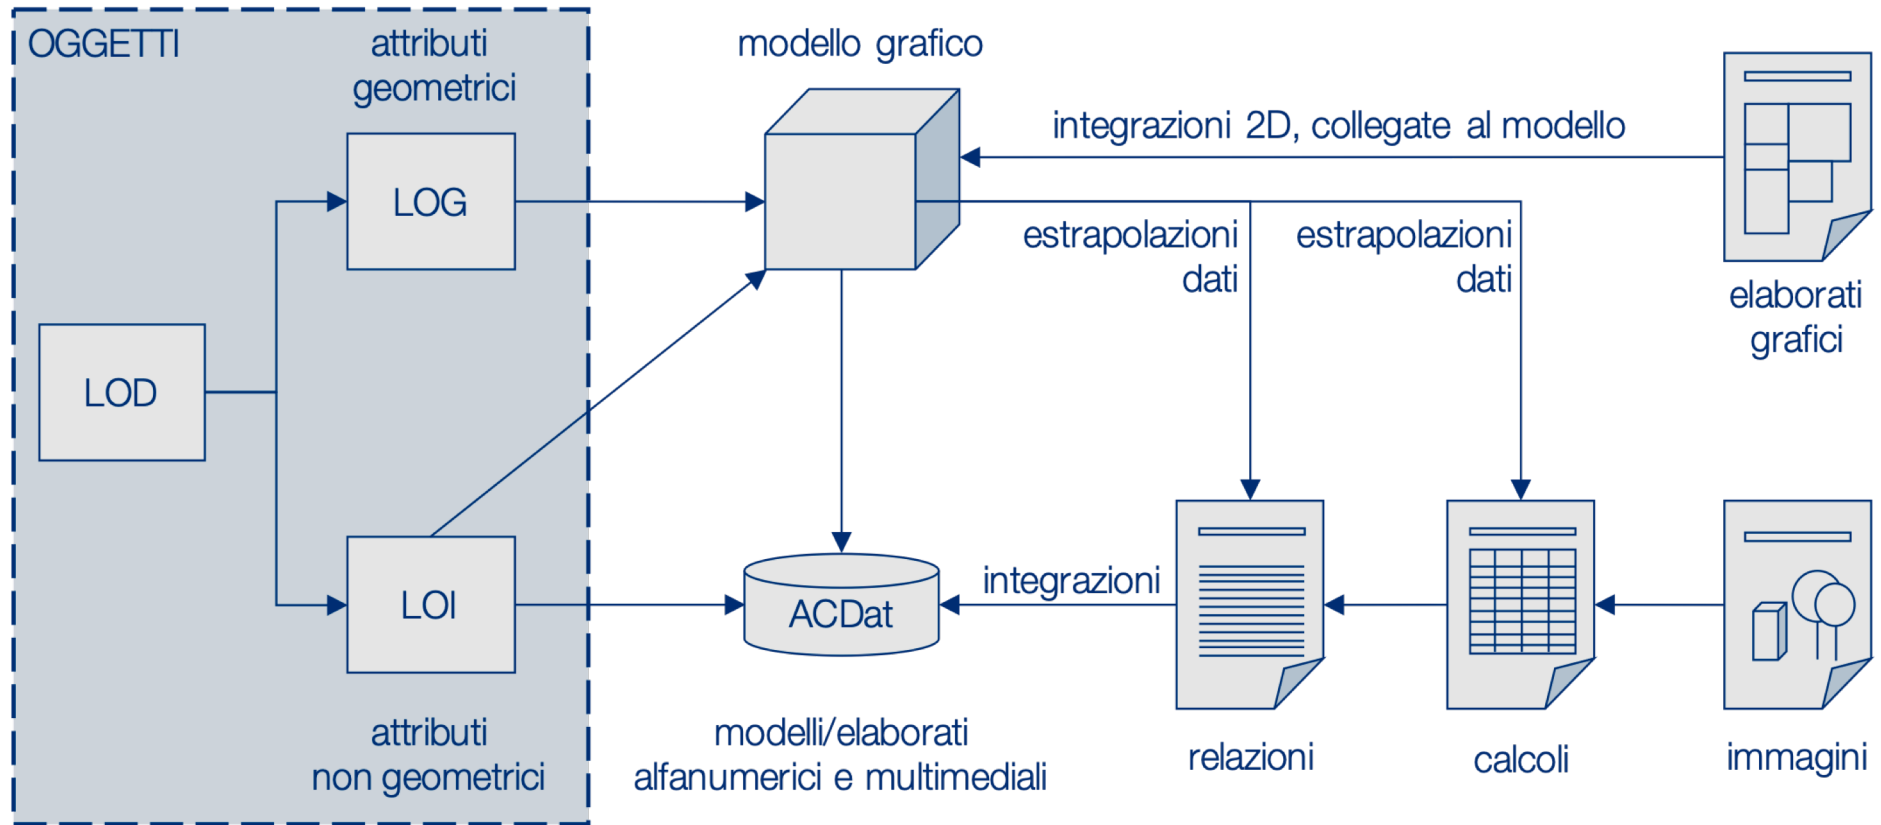 OGGETTI
attributi
geometrici
modello grafico
integrazioni 2D, collegate al modello
LOG
estrapolazioni
dati
estrapolazioni
dati
elaborati
grafici
LOD
LOI
ACDat
integrazioni
attributi
non geometrici
modelli/elaborati
alfanumerici e multimediali
relazioni
calcoli
immagini